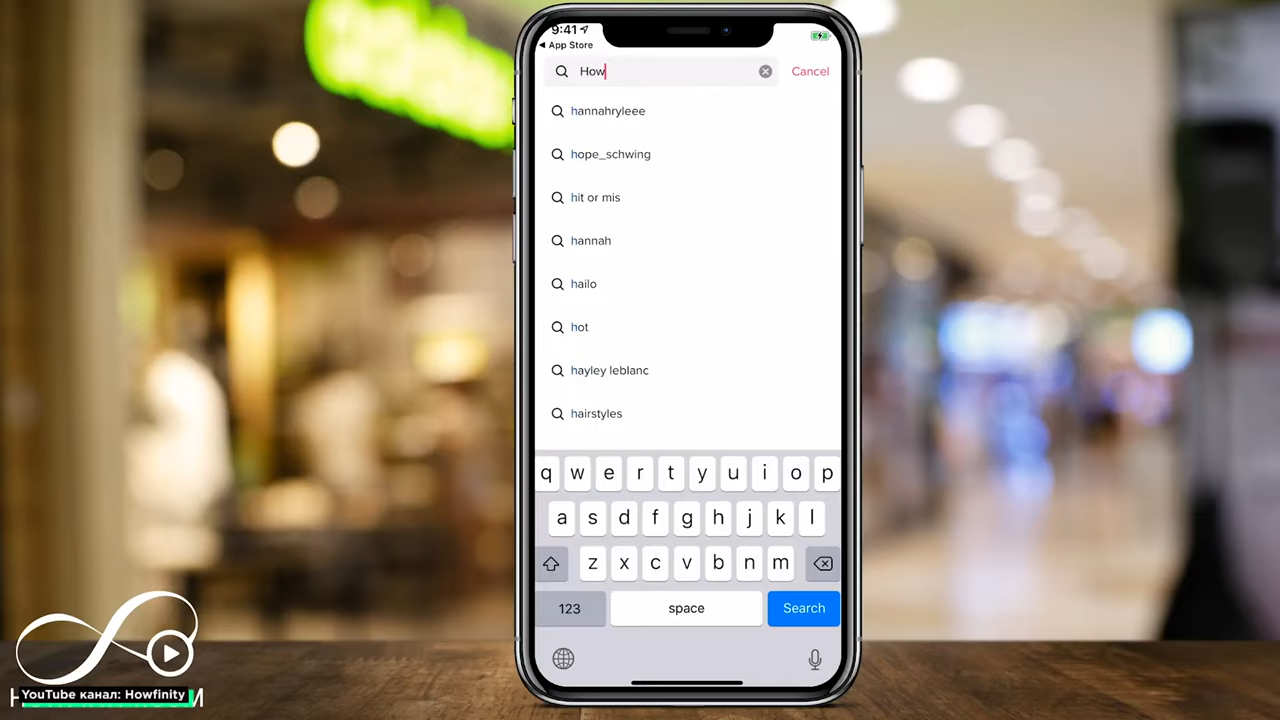 9:41
App Store
How
Cancel
hannahryleee
hope_schwing
hit or mis
hannah
hailo
hot
hayley leblanc
hairstyles
q w e r t y u i o p
a s d f g h j k l
z x c v b n m
123 space Search
YouTube канал: Howfinity